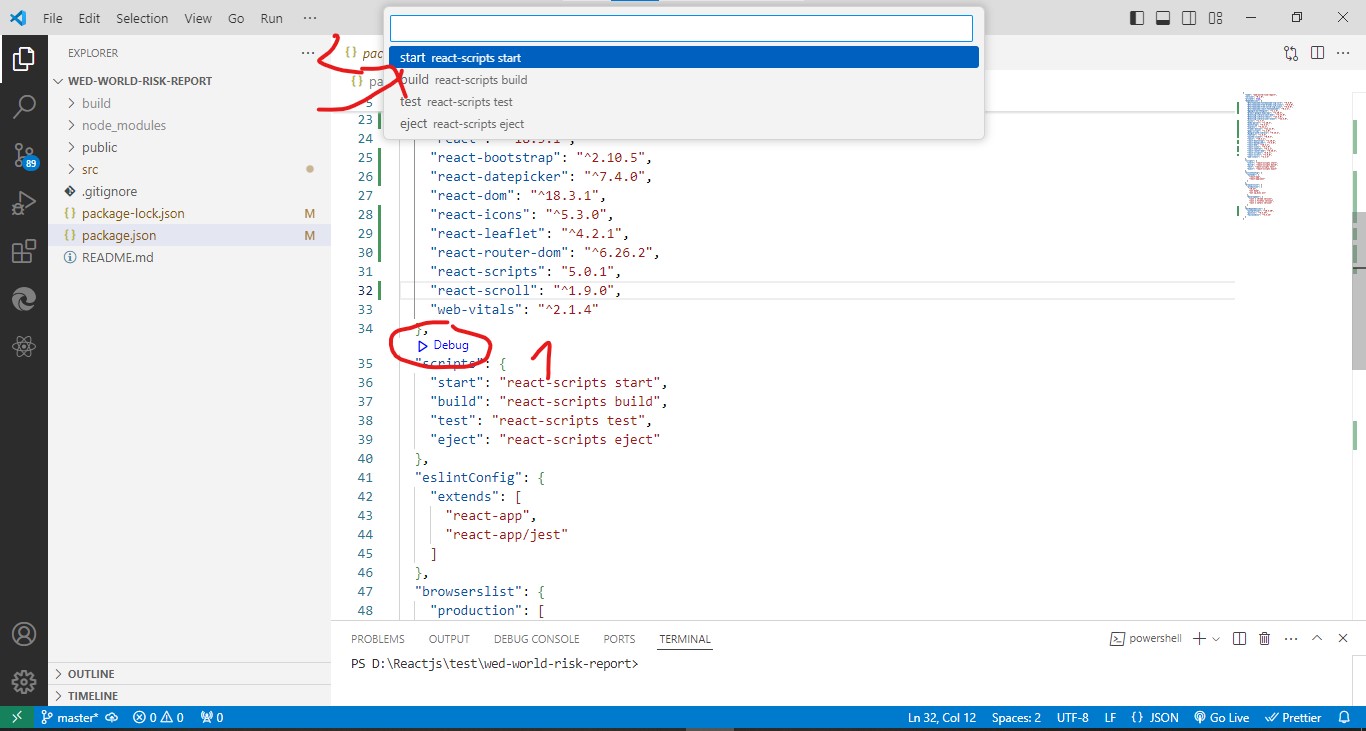 File Edit Selection View Go Run ···
start react-scripts start
build react-scripts build
test react-scripts test
eject react-scripts eject
2
EXPLORER
WED-WORLD-RISK-REPORT
build
node_modules
public
src
.gitignore
package-lock.json M
package.json M
README.md
OUTLINE
TIMELINE
89
{} pac
{} pa
5
23
24
25 "react-bootstrap": "^2.10.5",
26 "react-datepicker": "^7.4.0",
27 "react-dom": "^18.3.1",
28 "react-icons": "^5.3.0",
29 "react-leaflet": "^4.2.1",
30 "react-router-dom": "^6.26.2",
31 "react-scripts": "5.0.1",
32 "react-scroll": "^1.9.0",
33 "web-vitals": "^2.1.4"
34 },
Debug
1
35 "scripts": {
36 "start": "react-scripts start",
37 "build": "react-scripts build",
38 "test": "react-scripts test",
39 "eject": "react-scripts eject"
40 },
41 "eslintConfig": {
42 "extends": [
43 "react-app",
44 "react-app/jest"
45 ]
46 },
47 "browserslist": {
48 "production": [
PROBLEMS OUTPUT DEBUG CONSOLE PORTS TERMINAL powershell
PS D:\Reactjs\test\wed-world-risk-report>
master* 0 0 0 Ln 32, Col 12 Spaces: 2 UTF-8 LF {} JSON Go Live Prettier